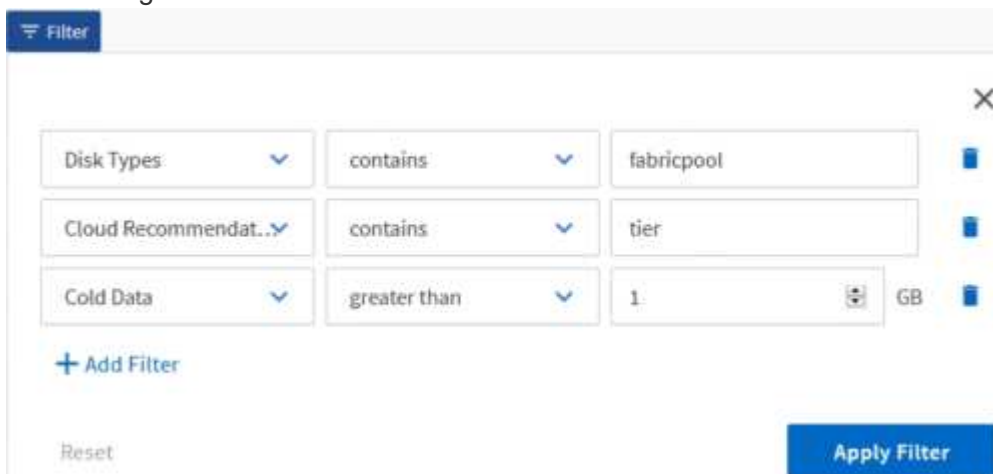 Filter
Disk Types contains fabricpool
Cloud Recommendat... contains tier
Cold Data greater than 1 GB
+ Add Filter
Reset Apply Filter